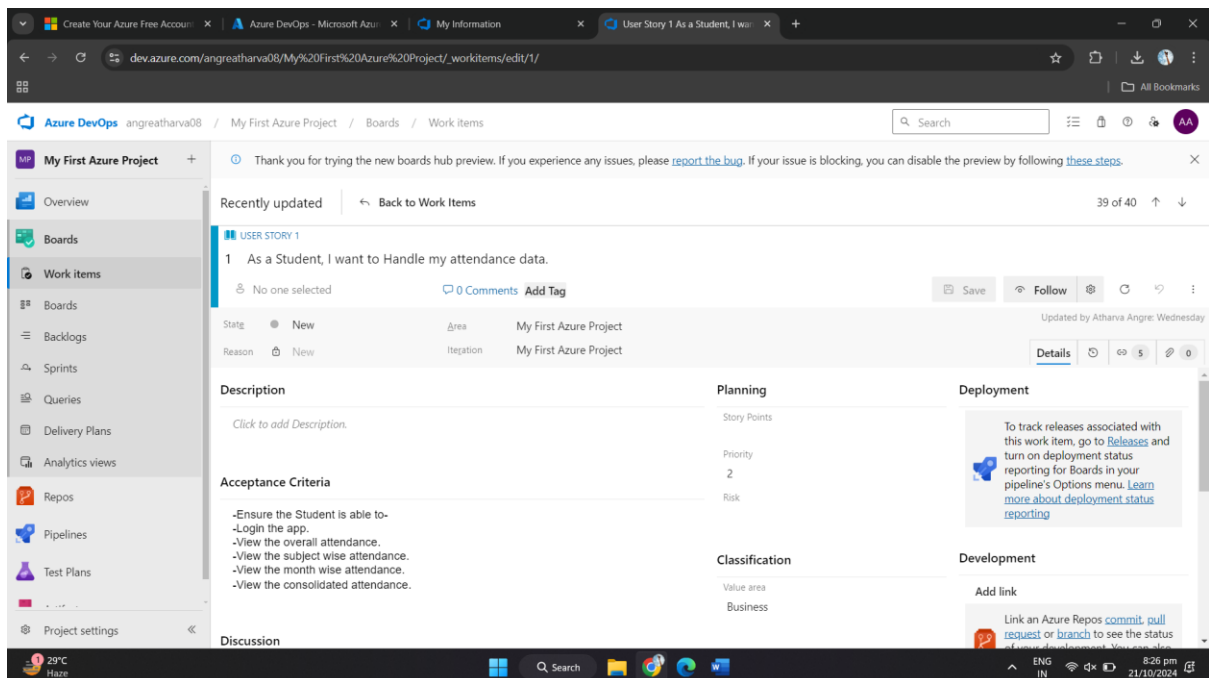 Create Your Azure Free Account
Azure DevOps - Microsoft Azur
My Information
User Story 1 As a Student, I wan
dev.azure.com/angreatharva08/My%20First%20Azure%20Project/_workitems/edit/1/
All Bookmarks
Azure DevOps angreatharva08 / My First Azure Project / Boards / Work items
Search
AA
MP My First Azure Project
Thank you for trying the new boards hub preview. If you experience any issues, please report the bug. If your issue is blocking, you can disable the preview by following these steps.
Overview
Boards
Work items
Boards
Backlogs
Sprints
Queries
Delivery Plans
Analytics views
Repos
Pipelines
Test Plans
Project settings
Recently updated
Back to Work Items
39 of 40
USER STORY 1
1 As a Student, I want to Handle my attendance data.
No one selected
0 Comments
Add Tag
Save
Follow
State New
Area My First Azure Project
Updated by Atharva Angre: Wednesday
Reason New
Iteration My First Azure Project
Details
5
0
Description
Click to add Description.
Acceptance Criteria
-Ensure the Student is able to-
-Login the app.
-View the overall attendance.
-View the subject wise attendance.
-View the month wise attendance.
-View the consolidated attendance.
Discussion
Planning
Story Points
Priority
2
Risk
Classification
Value area
Business
Deployment
To track releases associated with
this work item, go to Releases and
turn on deployment status
reporting for Boards in your
pipeline's Options menu. Learn
more about deployment status
reporting
Development
Add link
Link an Azure Repos commit, pull
request or branch to see the status
1
29°C
Haze
Search
ENG
IN
8:26 pm
21/10/2024